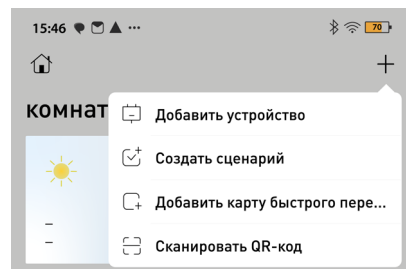 15:46
70
комнат
Добавить устройство
Создать сценарий
Добавить карту быстрого пере...
Сканировать QR-код